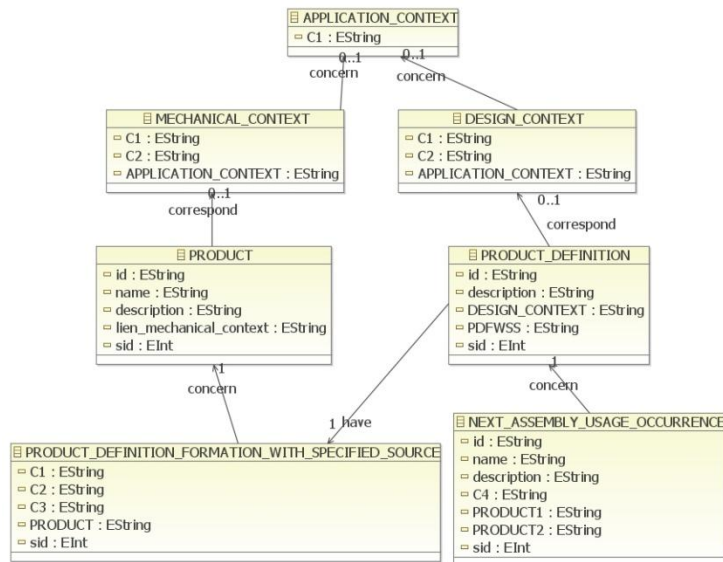 APPLICATION_CONTEXT
C1 : EString
0..1
0..1
concern
concern
MECHANICAL_CONTEXT
C1 : EString
C2 : EString
APPLICATION_CONTEXT : EString
DESIGN_CONTEXT
C1 : EString
C2 : EString
APPLICATION_CONTEXT : EString
0..1
correspond
0..1
correspond
PRODUCT
id : EString
name : EString
description : EString
lien_mechanical_context : EString
sid : EInt
PRODUCT_DEFINITION
id : EString
description : EString
DESIGN_CONTEXT : EString
PDFWSS : EString
sid : EInt
1
concern
1
concern
1 have
PRODUCT_DEFINITION_FORMATION_WITH_SPECIFIED_SOURCE
C1 : EString
C2 : EString
C3 : EString
PRODUCT : EString
sid : EInt
NEXT_ASSEMBLY_USAGE_OCCURRENCE
id : EString
name : EString
description : EString
C4 : EString
PRODUCT1 : EString
PRODUCT2 : EString
sid : EInt